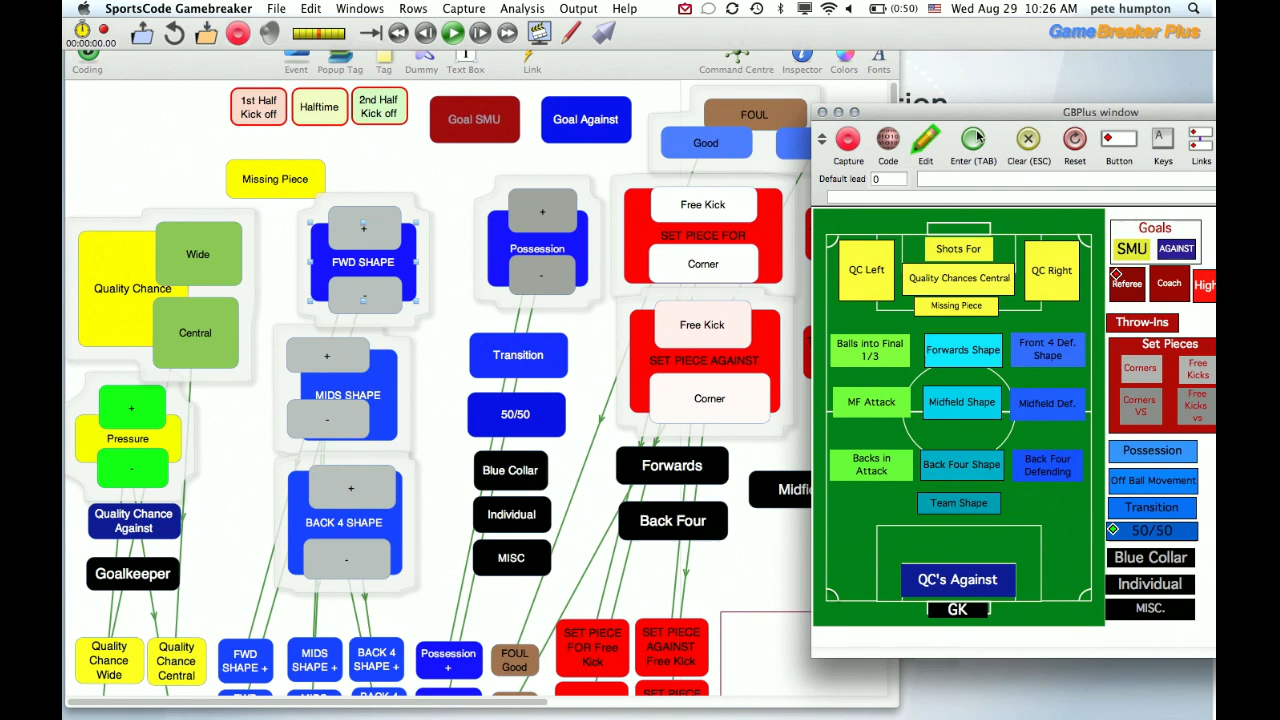 SportsCode Gamebreaker File Edit Windows Rows Capture Analysis Output Help (0:50) Wed Aug 29 10:26 AM pete humpton
00:00:00.00
GameBreaker Plus
Coding Event Popup Tag Tag Dummy Text Box Link Command Centre Inspector Colors Fonts
1st Half
Kick off
Halftime
2nd Half
Kick off
Goal SMU
Goal Against
FOUL
Good
Missing Piece
Wide
Quality Chance
Central
+
FWD SHAPE
-
+
Possession
-
Free Kick
SET PIECE FOR
Corner
+
MIDS SHAPE
-
Transition
50/50
Free Kick
SET PIECE AGAINST
Corner
+
Pressure
-
Quality Chance
Against
Goalkeeper
+
BACK 4 SHAPE
-
Blue Collar
Individual
MISC
Forwards
Back Four
Midfi
Quality
Chance
Wide
Quality
Chance
Central
FWD
SHAPE +
MIDS
SHAPE +
BACK 4
SHAPE +
Possession
+
FOUL
Good
SET PIECE
FOR Free
Kick
SET PIECE
AGAINST
Free KIck
GBPlus window
Capture Code Edit Enter (TAB) Clear (ESC) Reset Button Keys Links
Default lead 0
QC Left
Shots For
Quality Chances Central
Missing Piece
QC Right
Balls into Final
1/3
Forwards Shape
Front 4 Def.
Shape
MF Attack
Midfield Shape
Midfield Def.
Backs in
Attack
Back Four Shape
Back Four
Defending
Team Shape
QC's Against
GK
Goals
SMU AGAINST
Referee Coach High
Throw-Ins
Set Pieces
Corners
Free
Kicks
Corners
VS
Free
Kicks
vs
Possession
Off Ball Movement
Transition
50/50
Blue Collar
Individual
MISC.